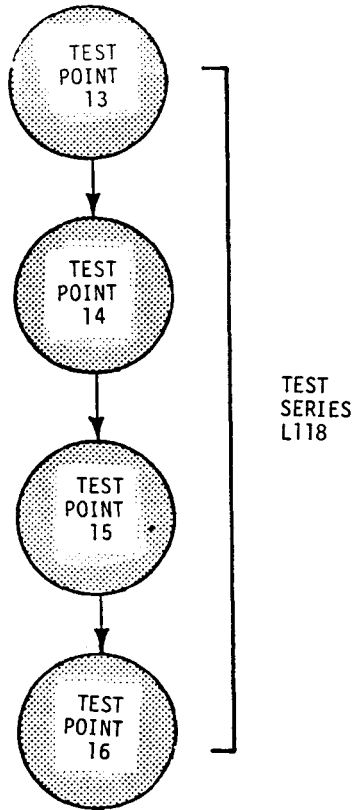 TEST
POINT
13
TEST
POINT
14
TEST
SERIES
L118
TEST
POINT
15
TEST
POINT
16